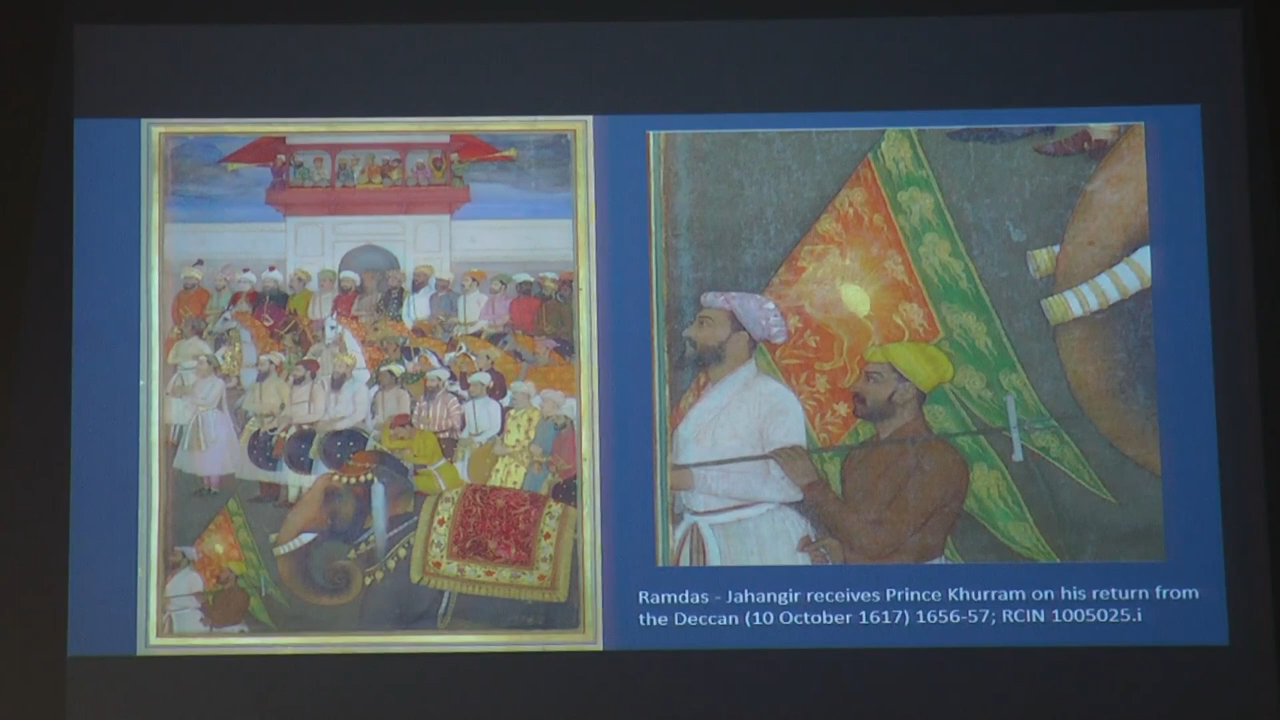 Ramdas - Jahangir receives Prince Khurram on his return from
the Deccan (10 October 1617) 1656-57; RCIN 1005025.i